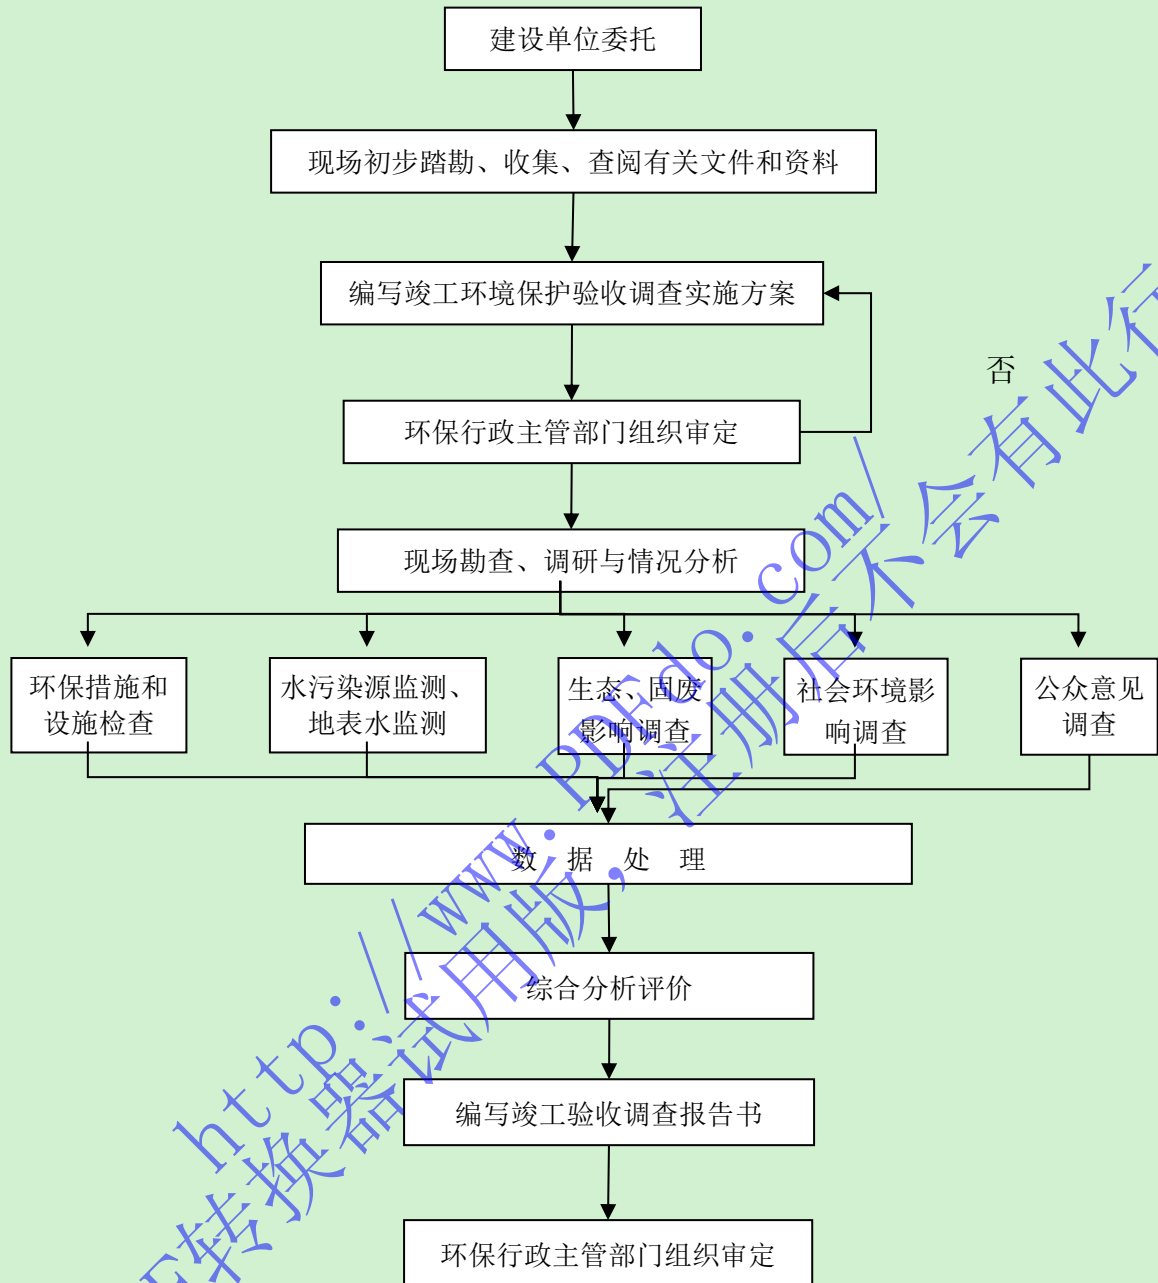 建设单位委托
现场初步踏勘、收集、查阅有关文件和资料
编写竣工环境保护验收调查实施方案
否
环保行政主管部门组织审定
现场勘查、调研与情况分析
环保措施和
设施检查
水污染源监测、
地表水监测
生态、固废
影响调查
社会环境影
响调查
公众意见
调查
数 据 处 理
综合分析评价
编写竣工验收调查报告书
环保行政主管部门组织审定
http://www.PDFdo.com/
转换器试用版，注册后不会有此行